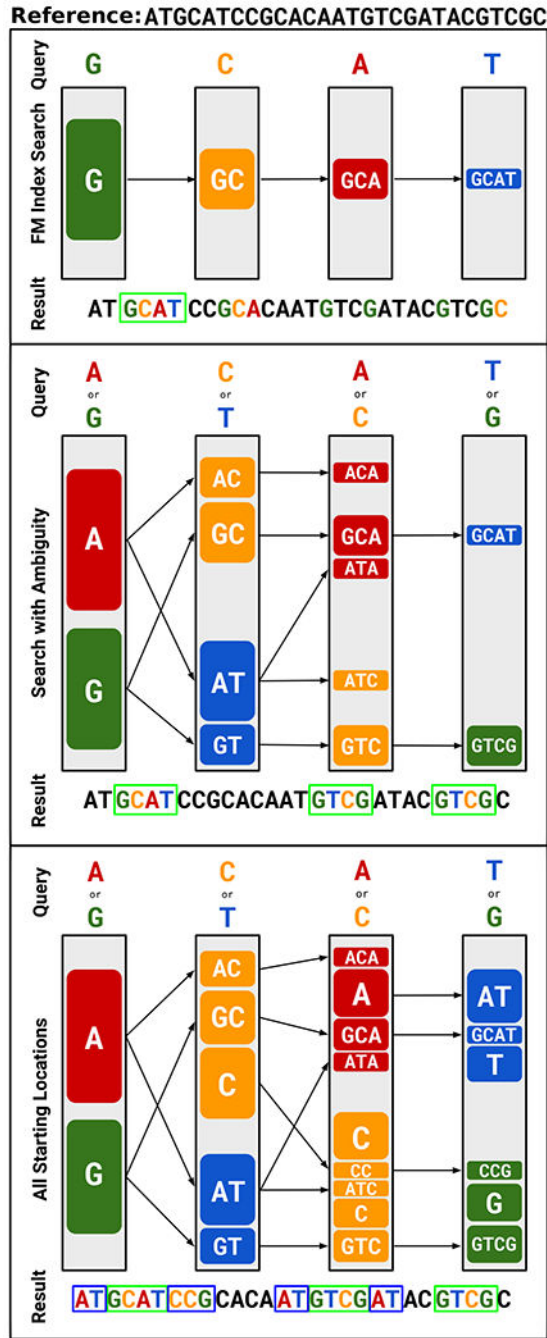 Reference: ATGCATCCGCACAATGTCGATACGTCGC
Query
G C A T
FM Index Search
G GC GCA GCAT
Result
ATGCATCCGCACAATGTCGATACGTCGC
Query
A C A T
or or or or
G T C G
Search with Ambiguity
AC ACA
A GC GCA GCAT
ATA
G AT ATC
GT GTC GTCG
Result
ATGCATCCGCACAATGTCGATACGTCGC
Query
A C A T
or or or or
G T C G
All Starting Locations
AC ACA
A AT
A GC GCA GCAT
ATA T
C
C
G CC CCG
AT ATC
C G
GT GTC GTCG
Result
ATGCATCCGCACAATGTCGATACGTCGC